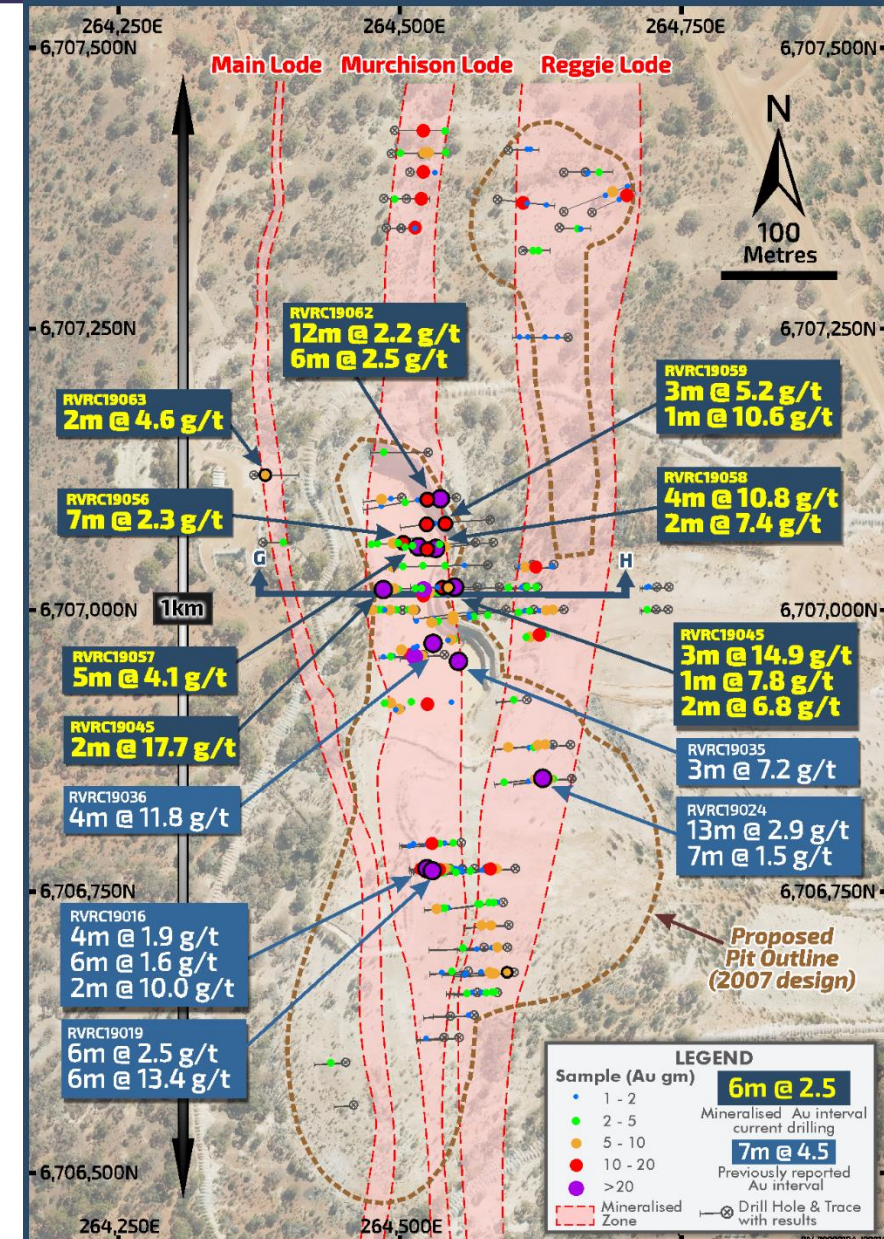 264,250E
264,500E
264,750E
6,707,500N
6,707,500N
Main Lode
Murchison Lode
Reggie Lode
N
100
Metres
6,707,250N
6,707,250N
RVRC19062
12m @ 2.2 g/t
6m @ 2.5 g/t
RVRC19059
3m @ 5.2 g/t
1m @ 10.6 g/t
RVRC19063
2m @ 4.6 g/t
RVRC19058
4m @ 10.8 g/t
2m @ 7.4 g/t
RVRC19056
7m @ 2.3 g/t
G
H
6,707,000N
1km
6,707,000N
RVRC19057
5m @ 4.1 g/t
RVRC19045
3m @ 14.9 g/t
1m @ 7.8 g/t
2m @ 6.8 g/t
RVRC19045
2m @ 17.7 g/t
RVRC19035
3m @ 7.2 g/t
RVRC19036
4m @ 11.8 g/t
RVRC19024
13m @ 2.9 g/t
7m @ 1.5 g/t
6,706,750N
6,706,750N
RVRC19016
4m @ 1.9 g/t
6m @ 1.6 g/t
2m @ 10.0 g/t
Proposed
Pit Outline
(2007 design)
RVRC19019
6m @ 2.5 g/t
6m @ 13.4 g/t
6,706,500N
6,706,500N
264,250E
264,500E
LEGEND
Sample (Au gm)
1 - 2
2 - 5
5 - 10
10 - 20
>20
Mineralised
Zone
6m @ 2.5
Mineralised Au interval
current drilling
7m @ 4.5
Previously reported
Au interval
Drill Hole & Trace
with results